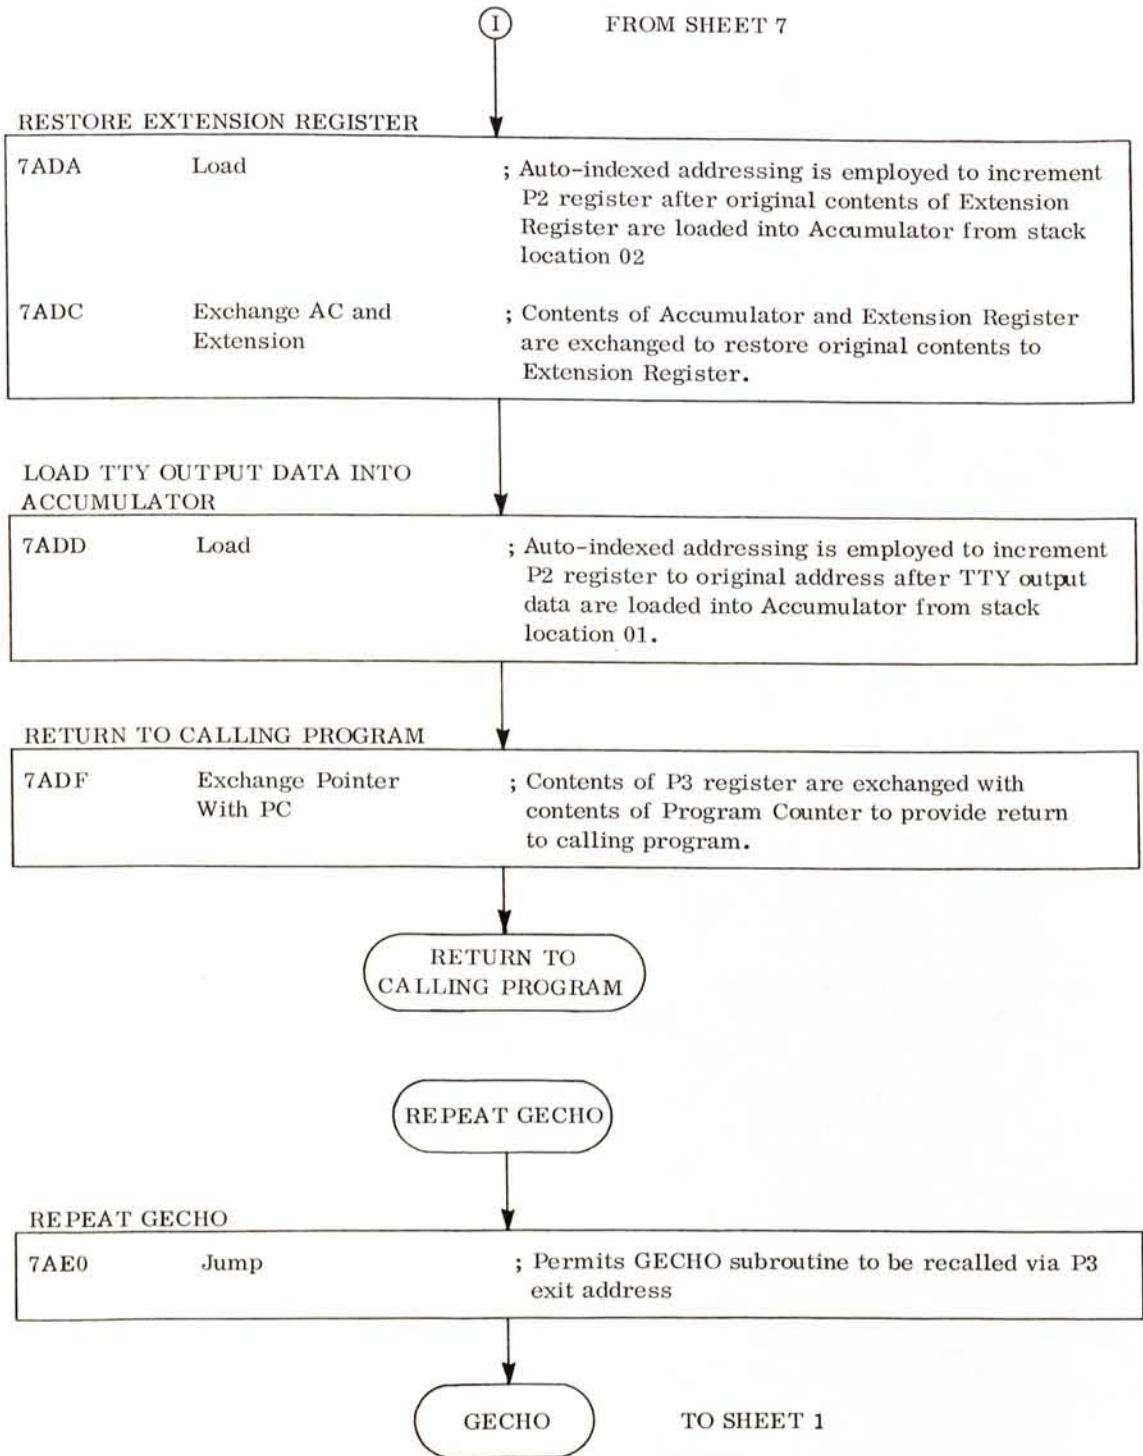 I FROM SHEET 7
RESTORE EXTENSION REGISTER
7ADA Load ; Auto-indexed addressing is employed to increment
P2 register after original contents of Extension
Register are loaded into Accumulator from stack
location 02
7ADC Exchange AC and ; Contents of Accumulator and Extension Register
Extension are exchanged to restore original contents to
Extension Register.
LOAD TTY OUTPUT DATA INTO
ACCUMULATOR
7ADD Load ; Auto-indexed addressing is employed to increment
P2 register to original address after TTY output
data are loaded into Accumulator from stack
location 01.
RETURN TO CALLING PROGRAM
7ADF Exchange Pointer ; Contents of P3 register are exchanged with
With PC contents of Program Counter to provide return
to calling program.
RETURN TO
CALLING PROGRAM
REPEAT GECHO
REPEAT GECHO
7AE0 Jump ; Permits GECHO subroutine to be recalled via P3
exit address
GECHO TO SHEET 1